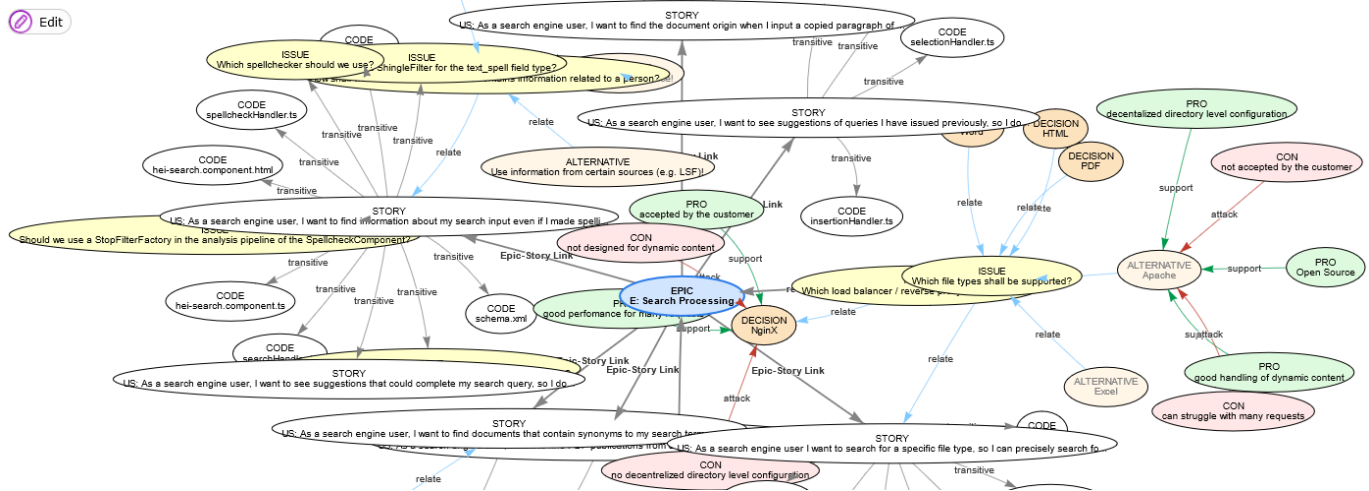 Edit
STORY
US: As a search engine user, I want to find the document origin when I input a copied paragraph of ...
CODE
selectionHandler.ts
transitive
transitive
transitive
CODE
ISSUE
Which spellchecker should we use?
ISSUE
ShingleFilter for the text_spell field type?
information related to a person?
CODE
spellcheckHandler.ts
transitive
transitive
transitive
transitive
transitive
relate
relate
ALTERNATIVE
Use information from certain sources (e.g. LSF)!
Link
STORY
US: As a search engine user, I want to see suggestions of queries I have issued previously, so I do
Word
DECISION
HTML
DECISION
PDF
PRO
decentalized directory level configuration
CON
not accepted by the customer
support
attack
CODE
hei-search.component.html
STORY
US: As a search engine user, I want to find information about my search input even if I made spelli
ISSUE
Should we use a StopFilterFactory in the analysis pipeline of the SpellcheckComponent?
PRO
accepted by the customer
Link
CON
not designed for dynamic content
transitive
CODE
insertionHandler.ts
relate
relate
Epic-Story Link
support
attack
transitive
transitive
CODE
hei-search.component.ts
CODE
schema.xml
EPIC
E: Search Processing
good perfomance for many
support
DECISION
NginX
Which load balancer / reverse
ISSUE
Which file types shall be supported?
relate
ALTERNATIVE
Apache
support
PRO
Open Source
attack
CODE
STORY
US: As a search engine user, I want to see suggestions that could complete my search query, so I do
Epic-Story Link
Epic-Story Link
Epic-Story Link
attack
relate
relate
ALTERNATIVE
Excel
PRO
good handling of dynamic content
CON
can struggle with many requests
STORY
US: As a search engine user, I want to find documents that contain synonyms to my search
STORY
US: As a search engine user I want to search for a specific file type, so I can precisely search fo
CODE
CON
no decentrelized directory level configuration
relate
transitive